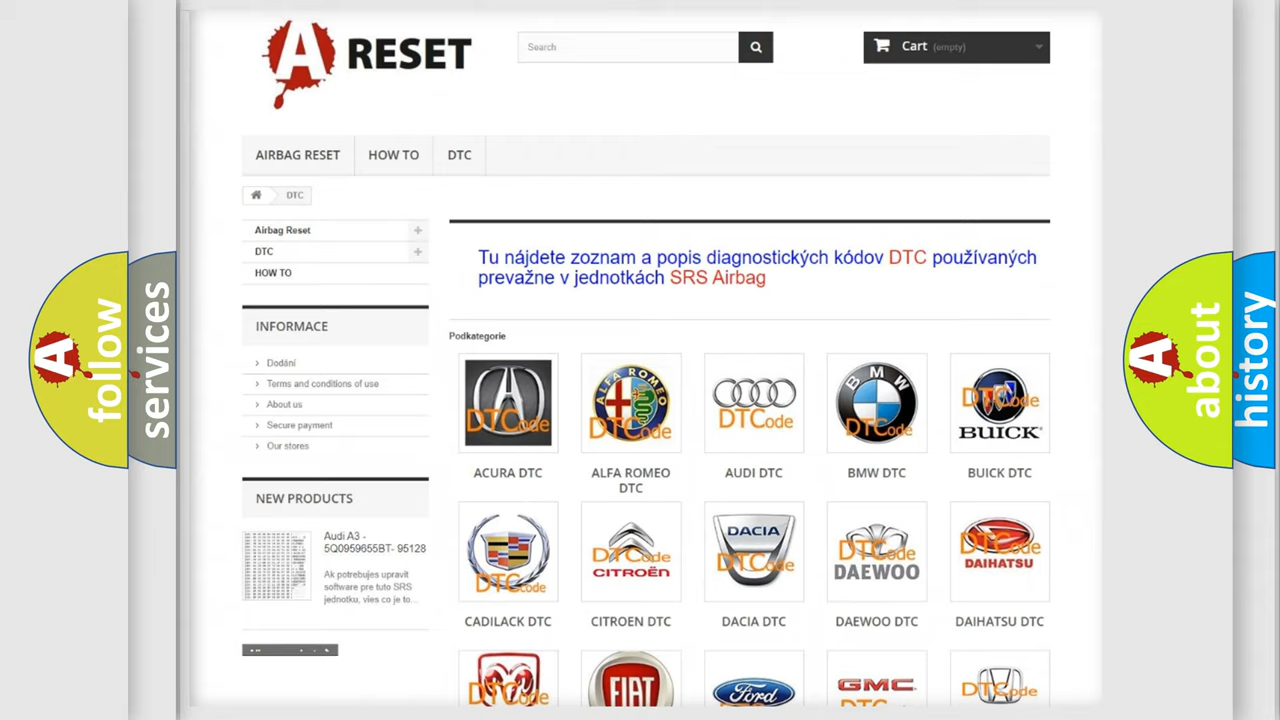 A RESET
Search
Cart (empty)
AIRBAG RESET
HOW TO
DTC
DTC
Airbag Reset
DTC
HOW TO
Tu nájdete zoznam a popis diagnostických kódov DTC používaných
prevažne v jednotkách SRS Airbag
INFORMACE
Dodání
Terms and conditions of use
About us
Secure payment
Our stores
NEW PRODUCTS
Audi A3 -
5Q0959655BT- 95128
Ak potrebujes upravit
software pre tuto SRS
jednotku, vies co je to...
Podkategorie
DTCode
ALFA ROMEO
DTCode
DTCode
BMW
DTCode
DTCode
BUICK
ACURA DTC
ALFA ROMEO
DTC
AUDI DTC
BMW DTC
BUICK DTC
DTCode
DTCode
CITROËN
DACIA
DTCode
DTCode
DAEWOO
DTCode
DAIHATSU
CADILACK DTC
CITROEN DTC
DACIA DTC
DAEWOO DTC
DAIHATSU DTC
DTCode
FIAT
Ford
GMC
DTCode
A follow
services
A about
history